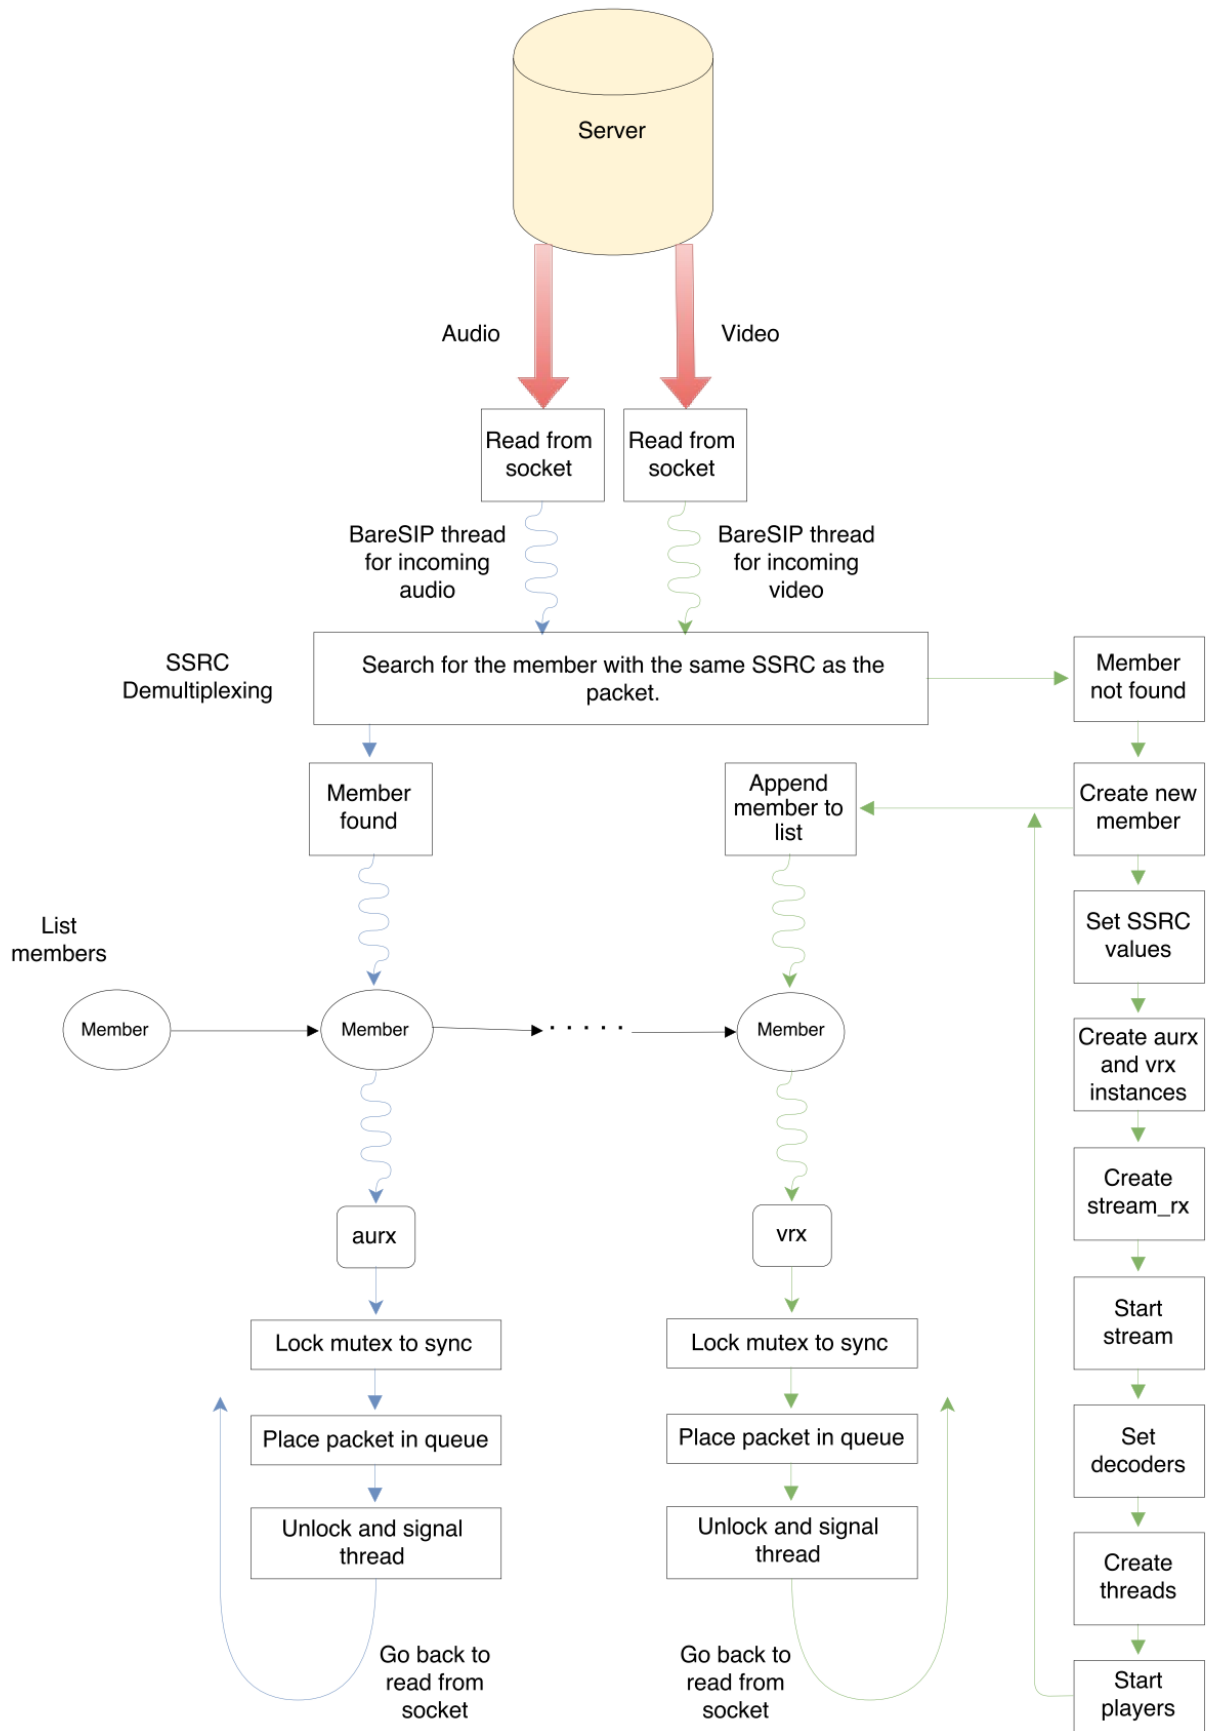 Server
Audio
Video
Read from
socket
Read from
socket
BareSIP thread
for incoming
audio
BareSIP thread
for incoming
video
SSRC
Demultiplexing
Search for the member with the same SSRC as the
packet.
Member
not found
Member
found
Append
member to
list
Create new
member
Set SSRC
values
List
members
Member
Member
. . . . .
Member
Create aurx
and vrx
instances
Create
stream_rx
aurx
vrx
Start
stream
Lock mutex to sync
Lock mutex to sync
Place packet in queue
Place packet in queue
Set
decoders
Unlock and signal
thread
Unlock and signal
thread
Create
threads
Go back to
read from
socket
Go back to
read from
socket
Start
players